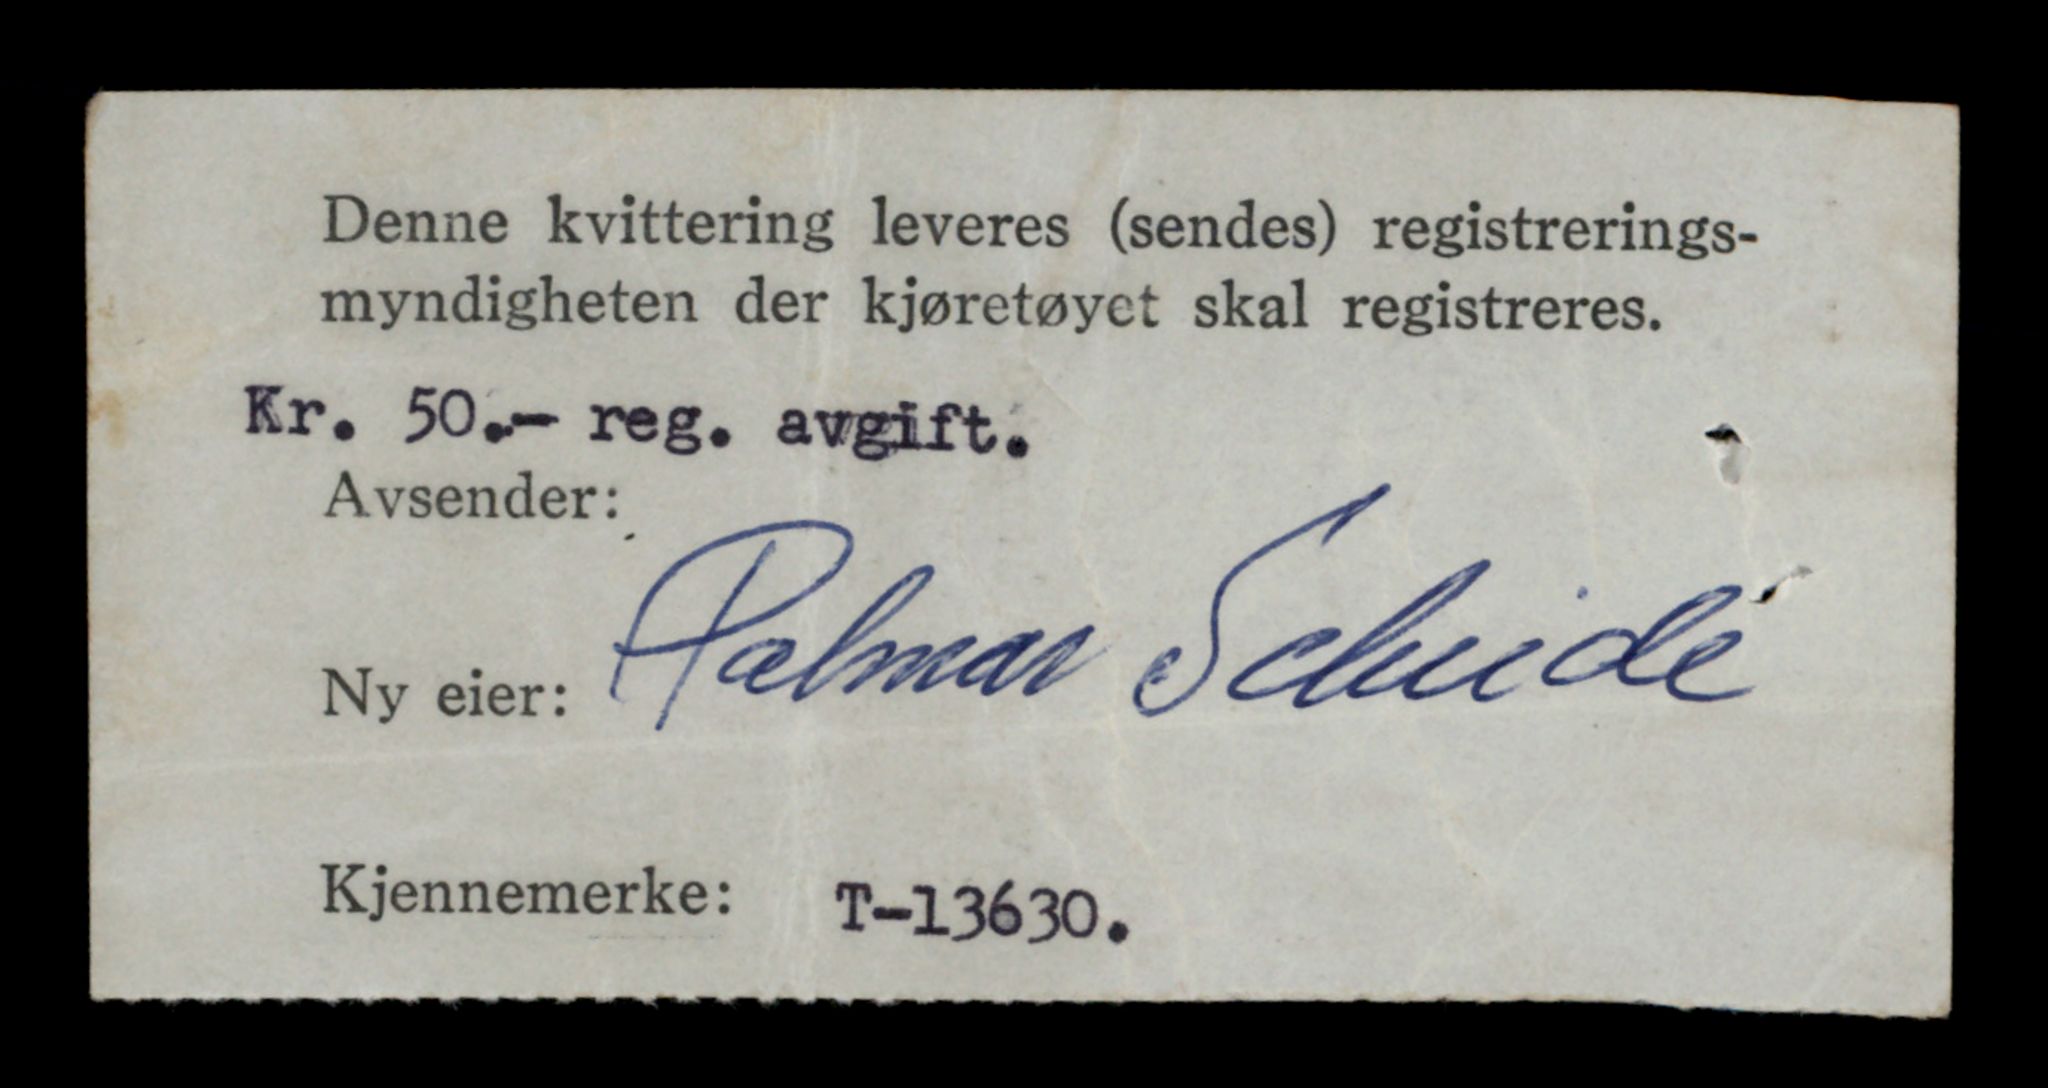 Denne kvittering leveres (sendes) registrerings-
myndigheten der kjøretøyet skal registreres.
Kr. 50.- reg. avgift.
Avsender:
Ny eier: Palmar Scheide
Kjennemerke: T-13630.